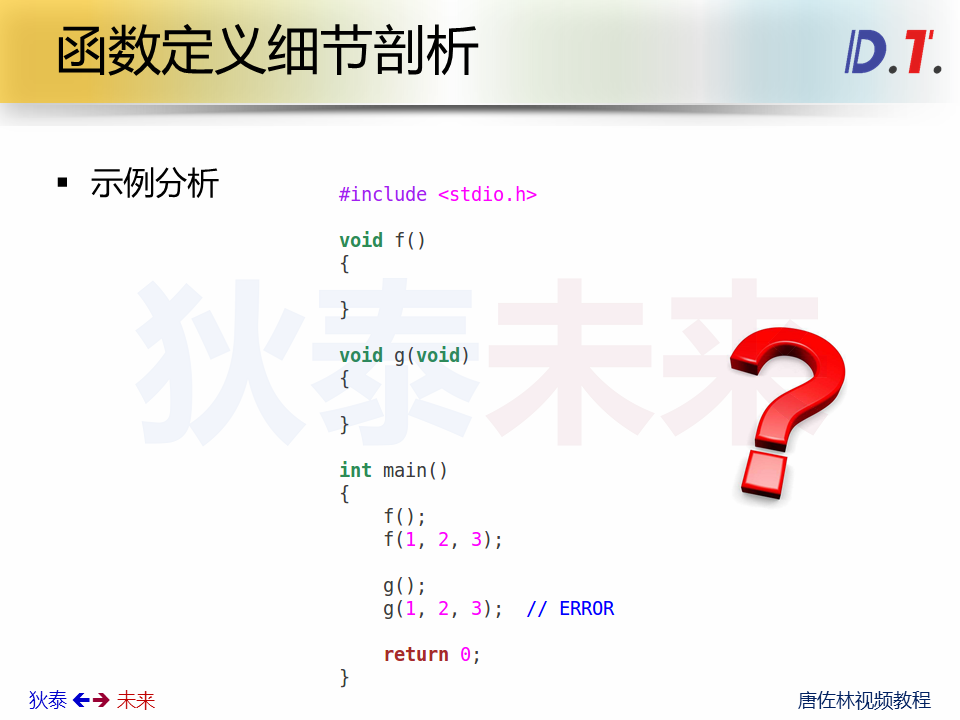 函数定义细节剖析
D.T.
▪ 示例分析
#include <stdio.h>
void f()
{
}
void g(void)
{
}
int main()
{
    f();
    f(1, 2, 3);
    g();
    g(1, 2, 3);  // ERROR
    return 0;
}
狄泰未来
狄泰 未来
唐佐林视频教程